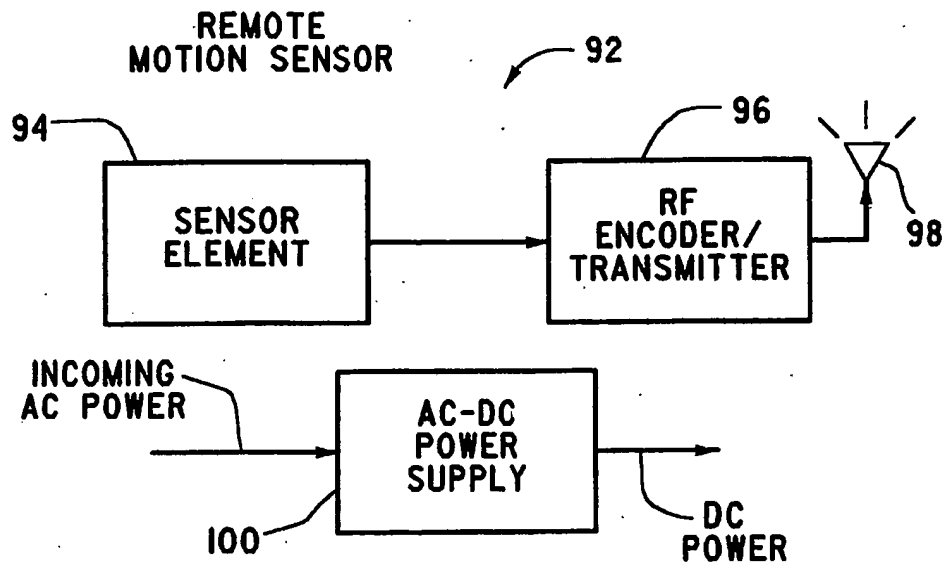 REMOTE
MOTION SENSOR
92
94
96
SENSOR
ELEMENT
RF
ENCODER/
TRANSMITTER
98
INCOMING
AC POWER
AC-DC
POWER
SUPPLY
100
DC
POWER